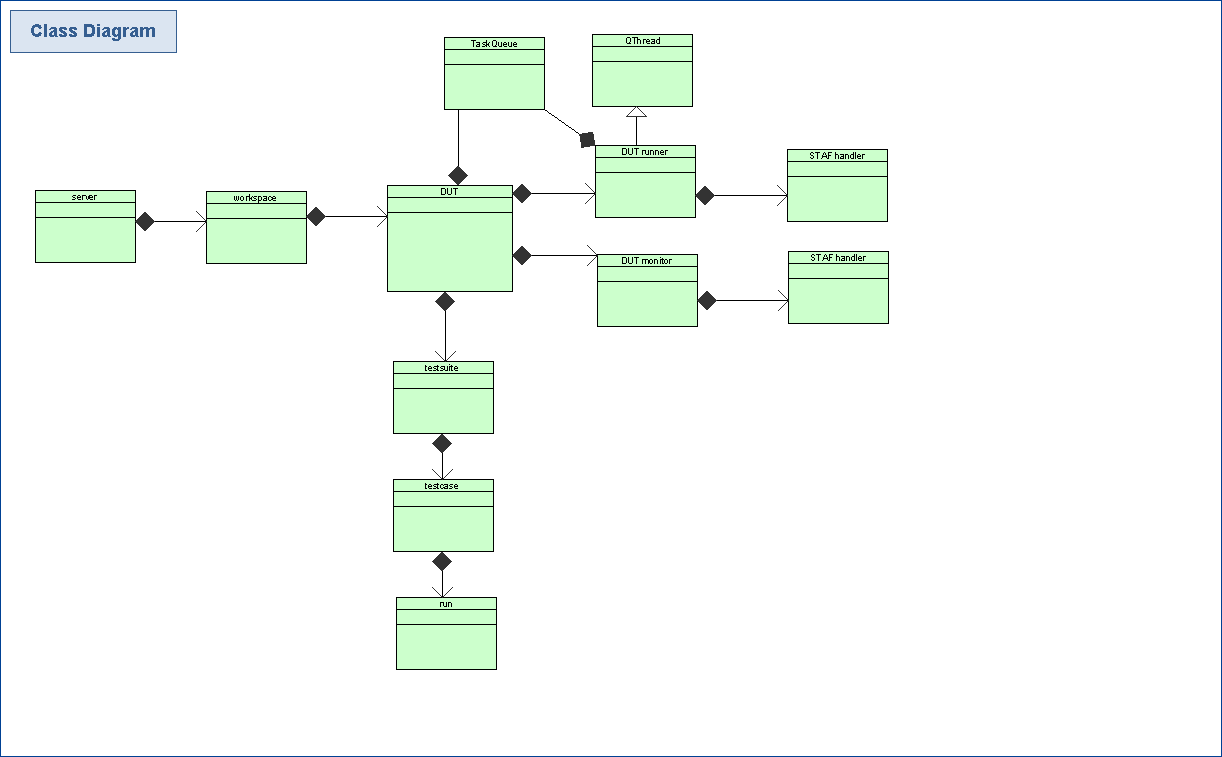 Class Diagram
TaskQueue
QThread
DUT runner
STAF handler
server
workspace
DUT
DUT monitor
STAF handler
testsuite
testcase
run